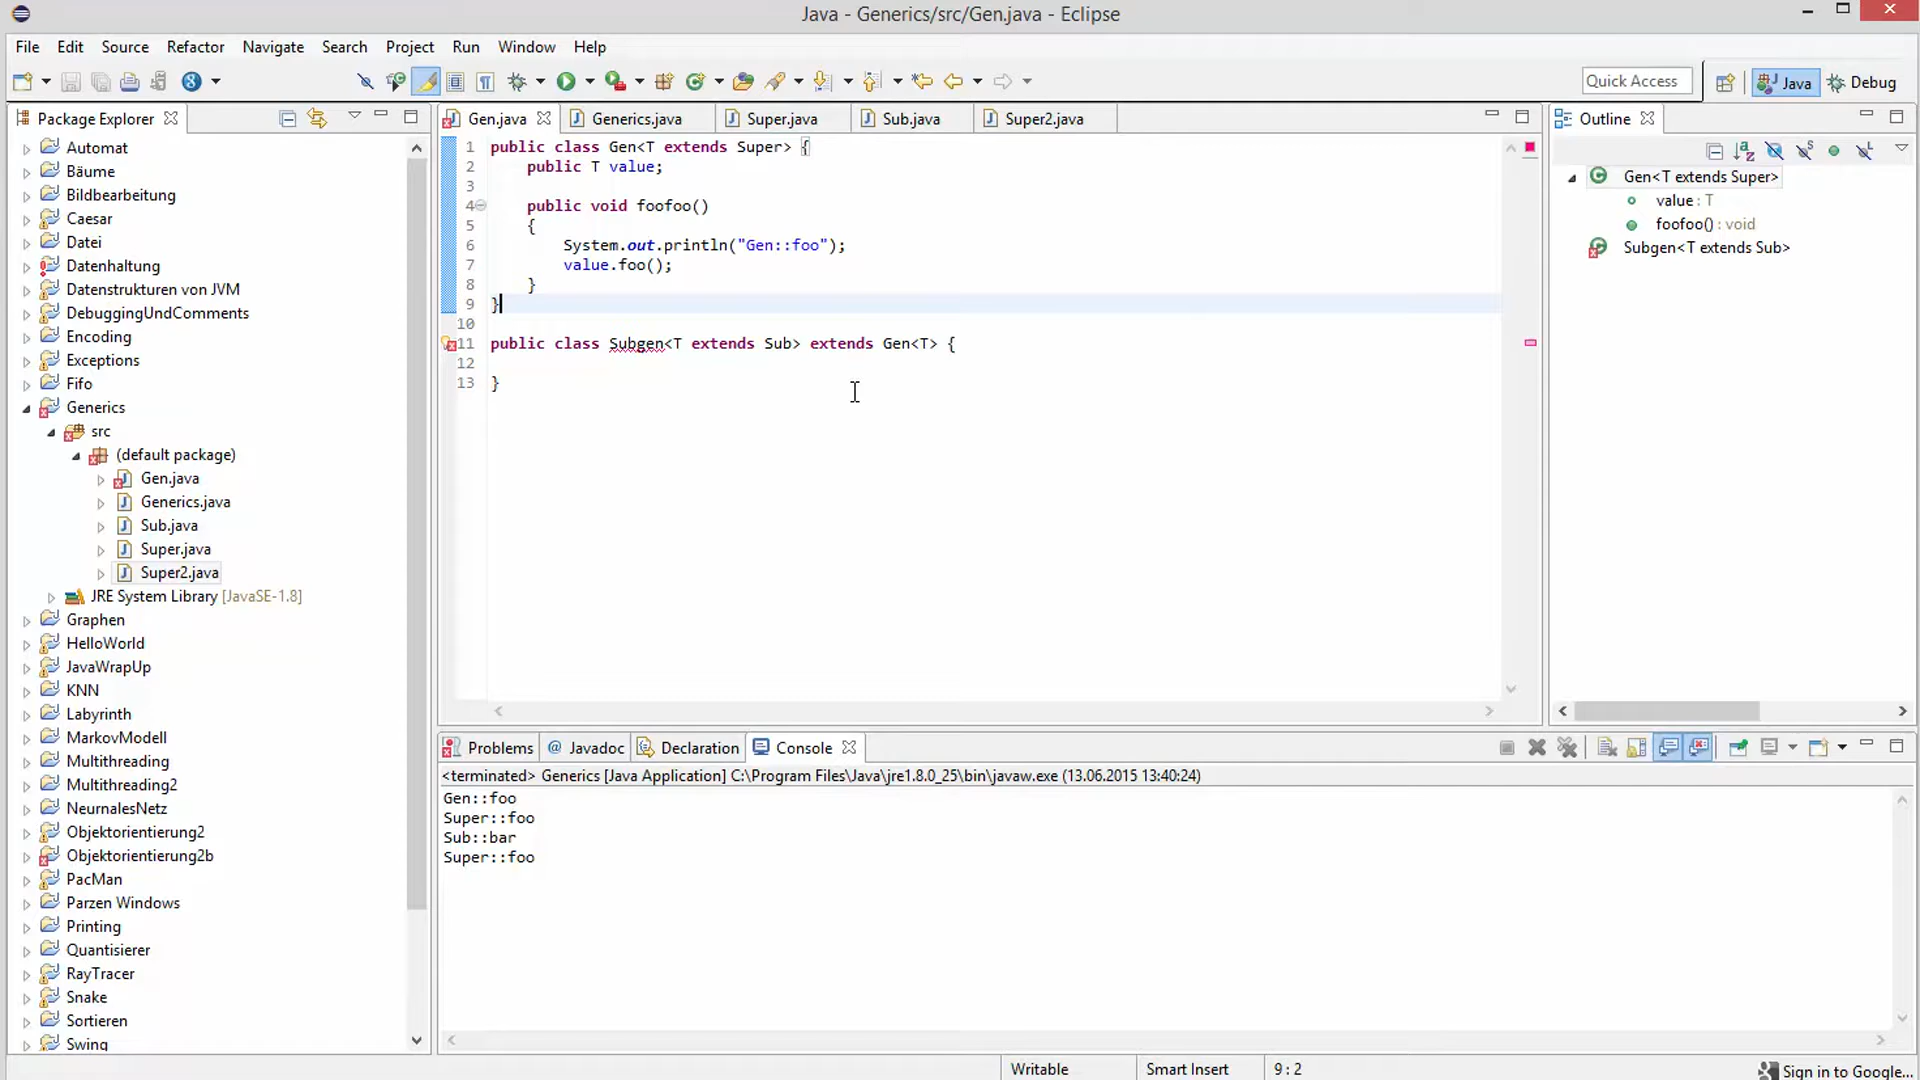 Java - Generics/src/Gen.java - Eclipse
File Edit Source Refactor Navigate Search Project Run Window Help
Quick Access Java Debug
Package Explorer
Automat
Bäume
Bildbearbeitung
Caesar
Datei
Datenhaltung
Datenstrukturen von JVM
DebuggingUndComments
Encoding
Exceptions
Fifo
Generics
src
(default package)
Gen.java
Generics.java
Sub.java
Super.java
Super2.java
JRE System Library [JavaSE-1.8]
Graphen
HelloWorld
JavaWrapUp
KNN
Labyrinth
MarkovModell
Multithreading
Multithreading2
NeurnalesNetz
Objektorientierung2
Objektorientierung2b
PacMan
Parzen Windows
Printing
Quantisierer
RayTracer
Snake
Sortieren
Swing
Gen.java Generics.java Super.java Sub.java Super2.java
1 public class Gen<T extends Super> {
2 public T value;
3
4 public void foofoo()
5 {
6 System.out.println("Gen::foo");
7 value.foo();
8 }
9 }
10
11 public class Subgen<T extends Sub> extends Gen<T> {
12
13 }
Outline
Gen<T extends Super>
value : T
foofoo() : void
Subgen<T extends Sub>
Problems @ Javadoc Declaration Console
<terminated> Generics [Java Application] C:\Program Files\Java\jre1.8.0_25\bin\javaw.exe (13.06.2015 13:40:24)
Gen::foo
Super::foo
Sub::bar
Super::foo
Writable Smart Insert 9 : 2 Sign in to Google...